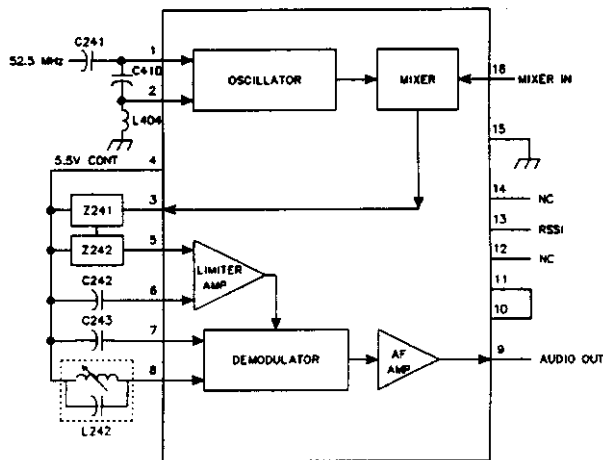 C241
52.5 MHz
1
C410
2
L404
OSCILLATOR
MIXER
16
MIXER IN
15
5.5V CONT
4
14
NC
Z241
3
13
RSSI
Z242
5
12
NC
LIMITER
AMP
C242
6
11
10
C243
7
DEMODULATOR
AF
AMP
9
AUDIO OUT
8
L242